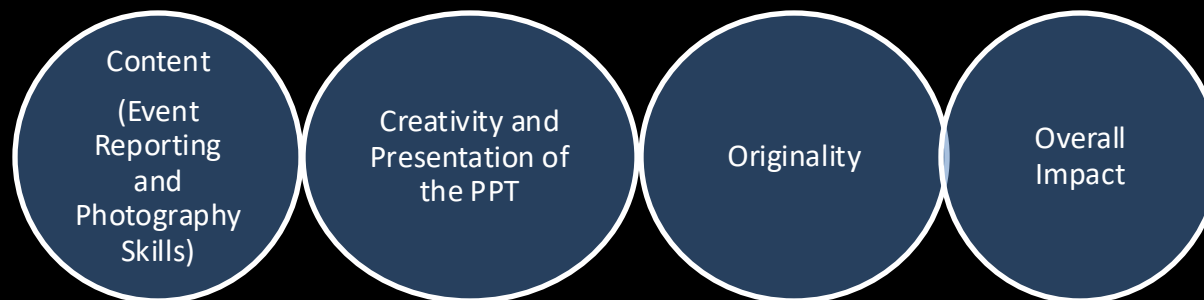 Content
(Event
Reporting
and
Photography
Skills)
Creativity and
Presentation of
the PPT
Originality
Overall
Impact